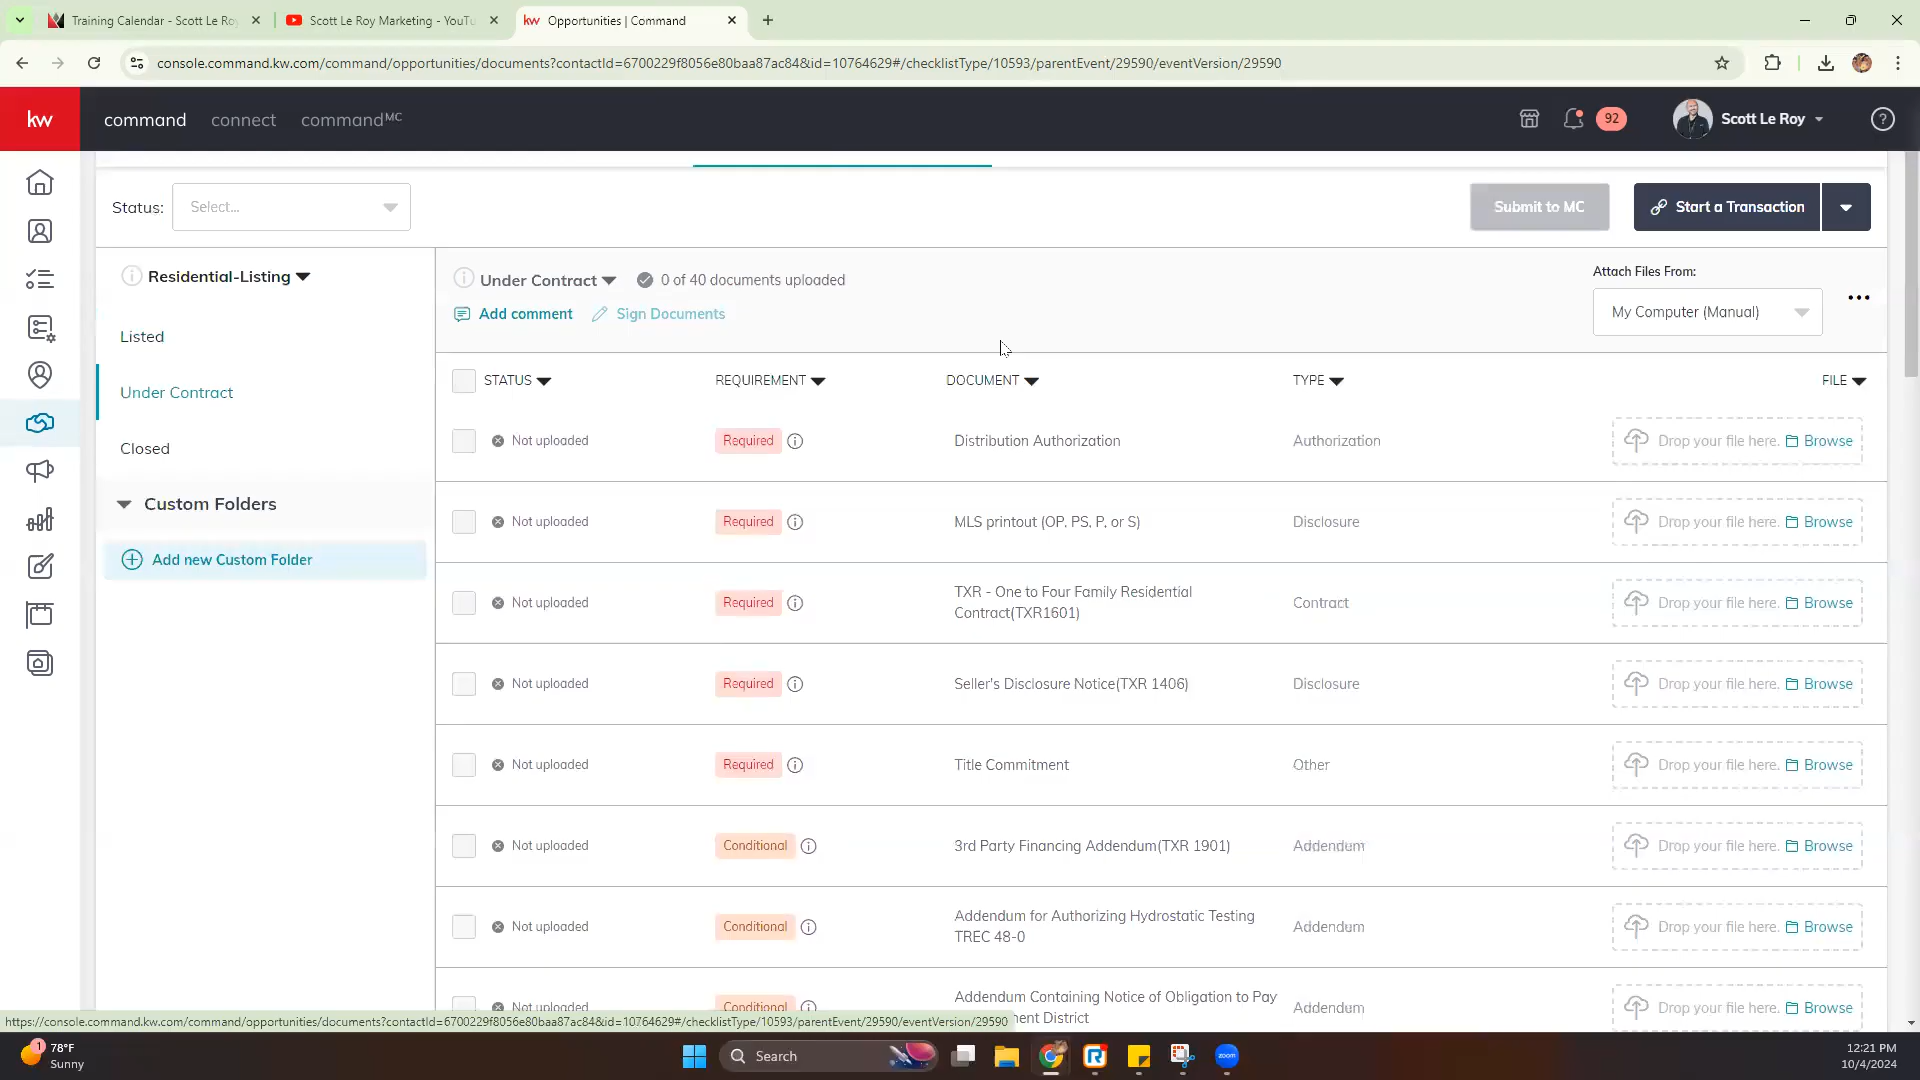 Training Calendar - Scott Le Ro
Scott Le Roy Marketing - YouTu
kw Opportunities | Command
console.command.kw.com/command/opportunities/documents?contactId=6700229f8056e80baa87ac84&id=10764629#/checklistType/10593/parentEvent/29590/eventVersion/29590
kw command connect commandMC
92
Scott Le Roy
Status: Select...
Submit to MC
Start a Transaction
Residential-Listing
Listed
Under Contract
Closed
Custom Folders
Add new Custom Folder
Under Contract
0 of 40 documents uploaded
Add comment
Sign Documents
Attach Files From:
My Computer (Manual)
STATUS REQUIREMENT DOCUMENT TYPE FILE
Not uploaded Required Distribution Authorization Authorization Drop your file here. Browse
Not uploaded Required MLS printout (OP, PS, P, or S) Disclosure Drop your file here. Browse
Not uploaded Required TXR - One to Four Family Residential Contract(TXR1601) Contract Drop your file here. Browse
Not uploaded Required Seller's Disclosure Notice(TXR 1406) Disclosure Drop your file here. Browse
Not uploaded Required Title Commitment Other Drop your file here. Browse
Not uploaded Conditional 3rd Party Financing Addendum(TXR 1901) Addendum Drop your file here. Browse
Not uploaded Conditional Addendum for Authorizing Hydrostatic Testing TREC 48-0 Addendum Drop your file here. Browse
Not uploaded Conditional Addendum Containing Notice of Obligation to Pay
ment District Addendum Drop your file here. Browse
https://console.command.kw.com/command/opportunities/documents?contactId=6700229f8056e80baa87ac84&id=10764629#/checklistType/10593/parentEvent/29590/eventVersion/29590
1
78°F
Sunny
Search
zoom
12:21 PM
10/4/2024